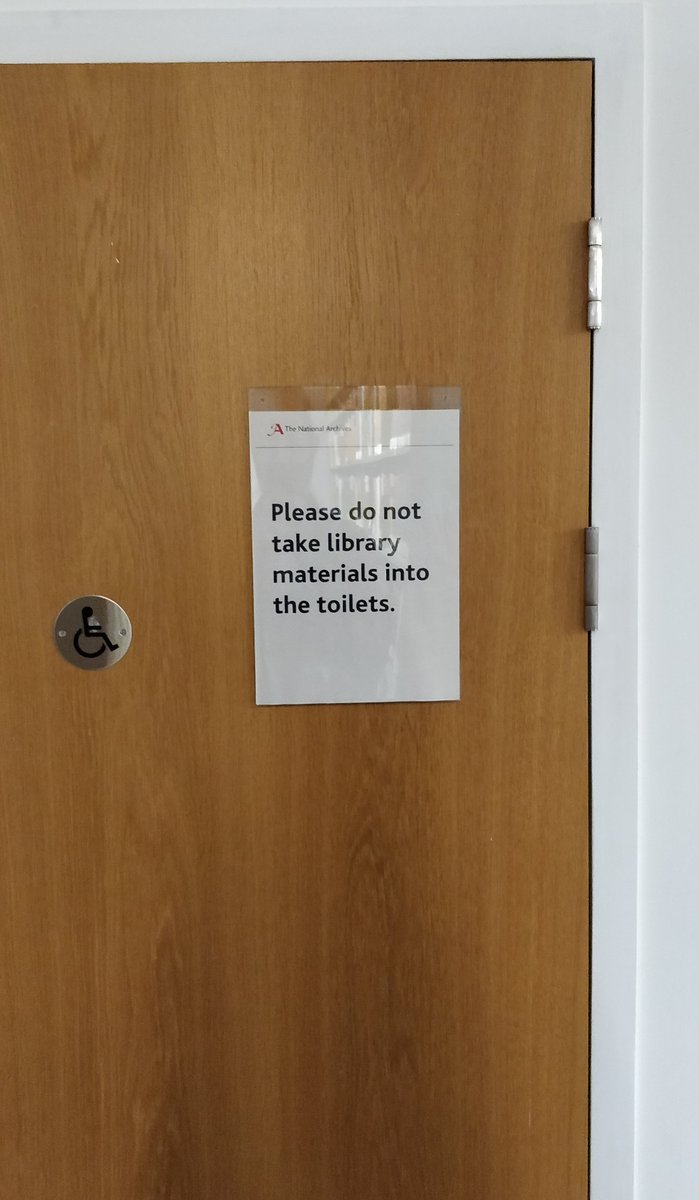 The National Archives
Please do not
take library
materials into
the toilets.